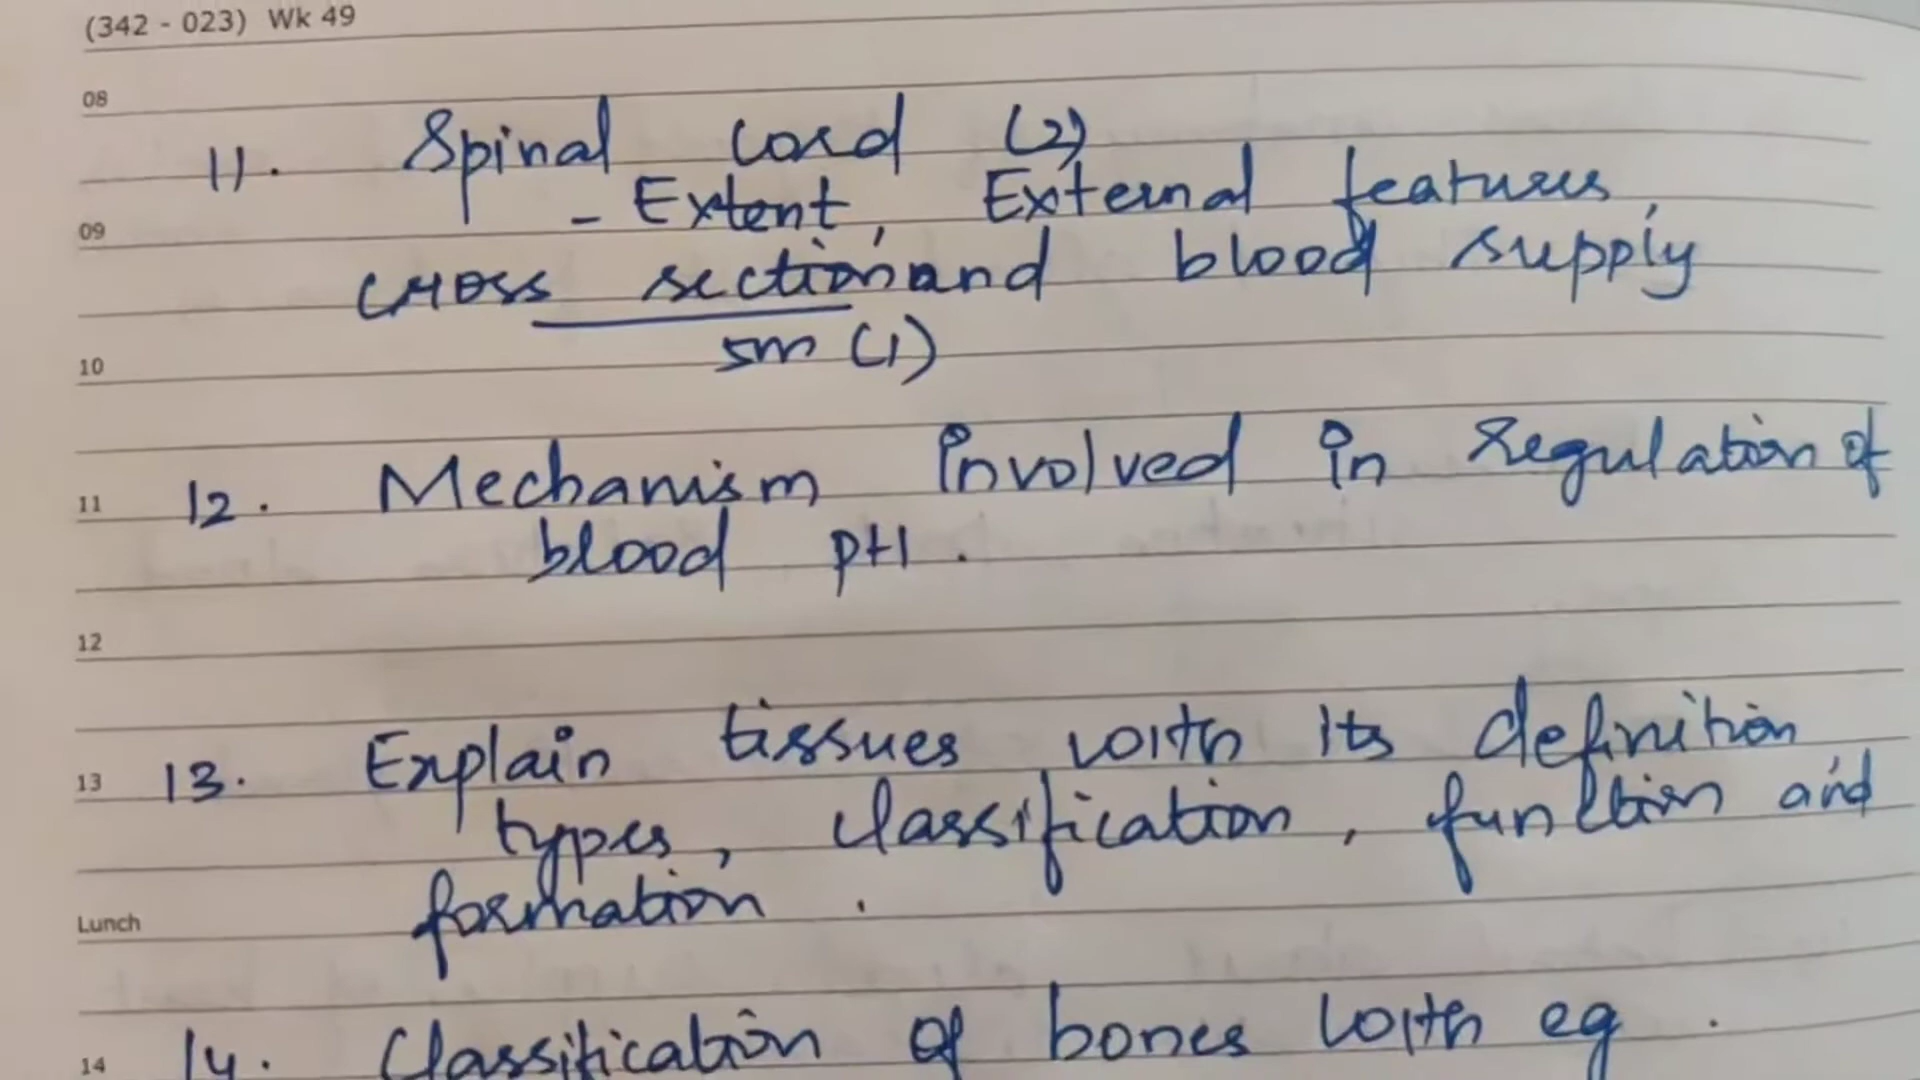 (342 - 023) Wk 49
08
11. Spinal cord (2)
- Extent, External features,
09
cross section and blood supply
5m (1)
10
12. Mechanism involved in regulation of
11
blood pH.
12
13. Explain tissues with its definition
13
types, classification, function and
formation.
Lunch
14. Classification of bones with eg.
14